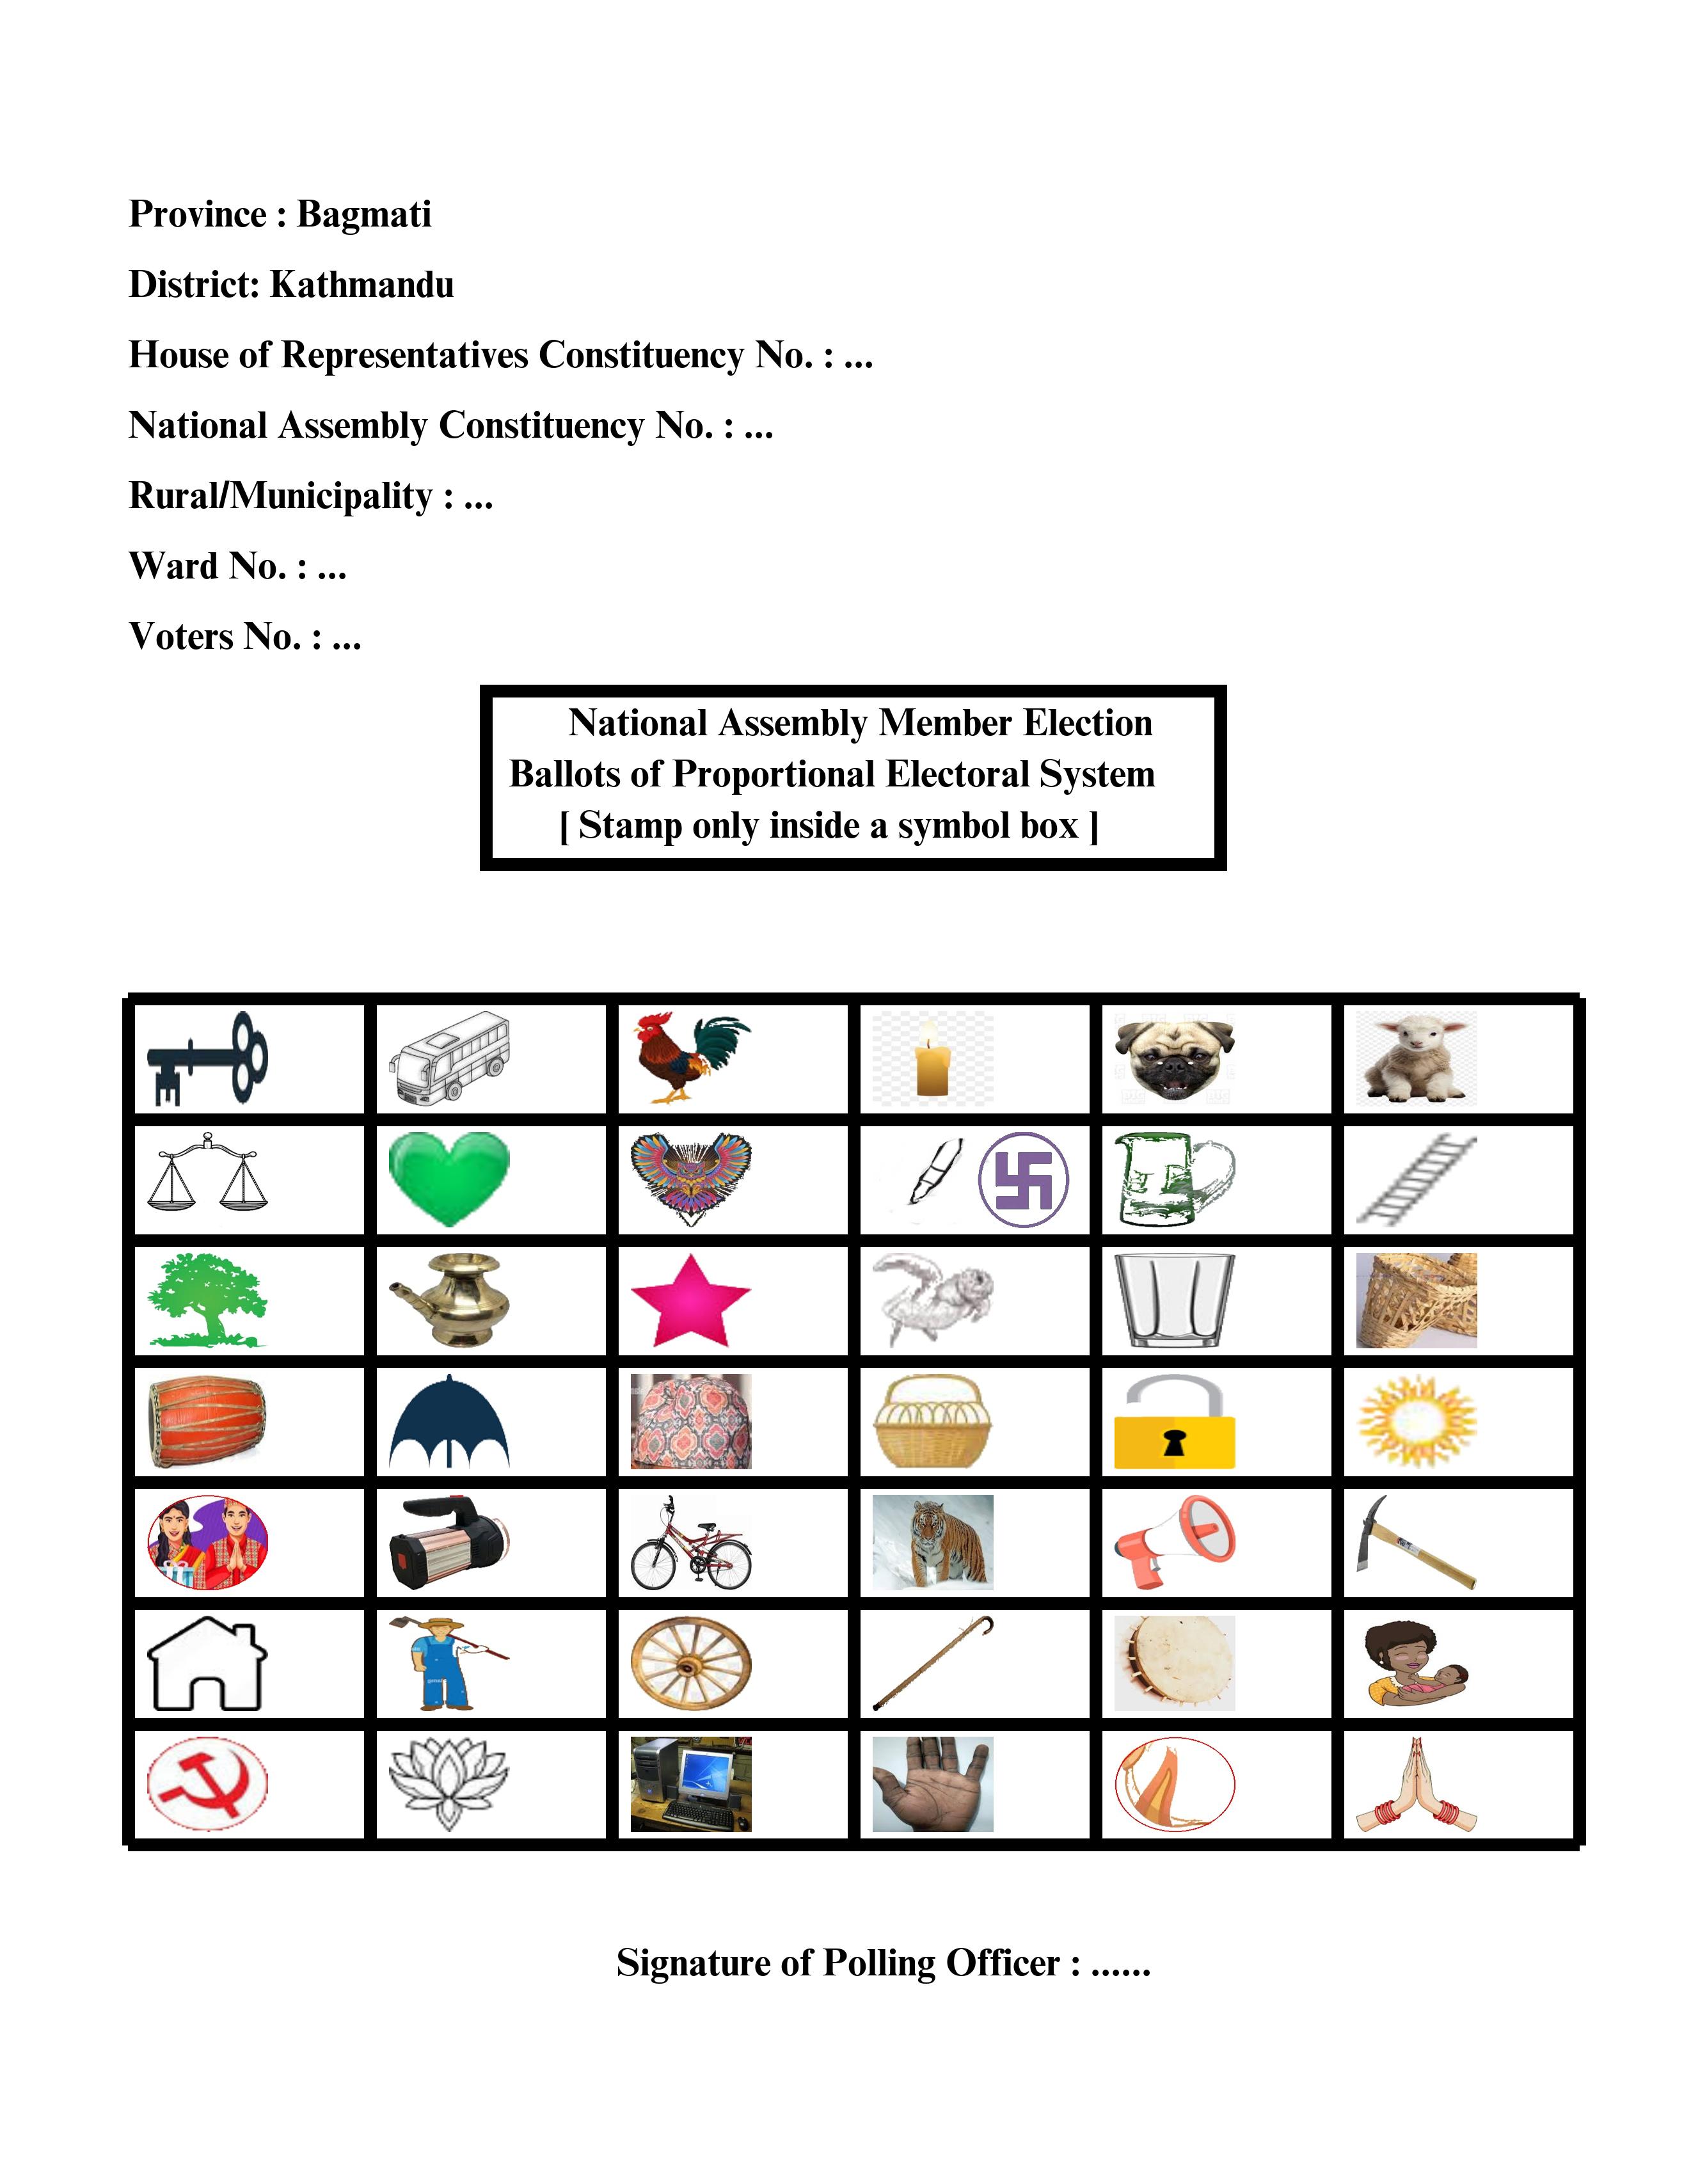 Province : Bagmati
District: Kathmandu
House of Representatives Constituency No. : ...
National Assembly Constituency No. : ...
Rural/Municipality : ...
Ward No. : ...
Voters No. : ...
National Assembly Member Election
Ballots of Proportional Electoral System
[ Stamp only inside a symbol box ]
Signature of Polling Officer : ......